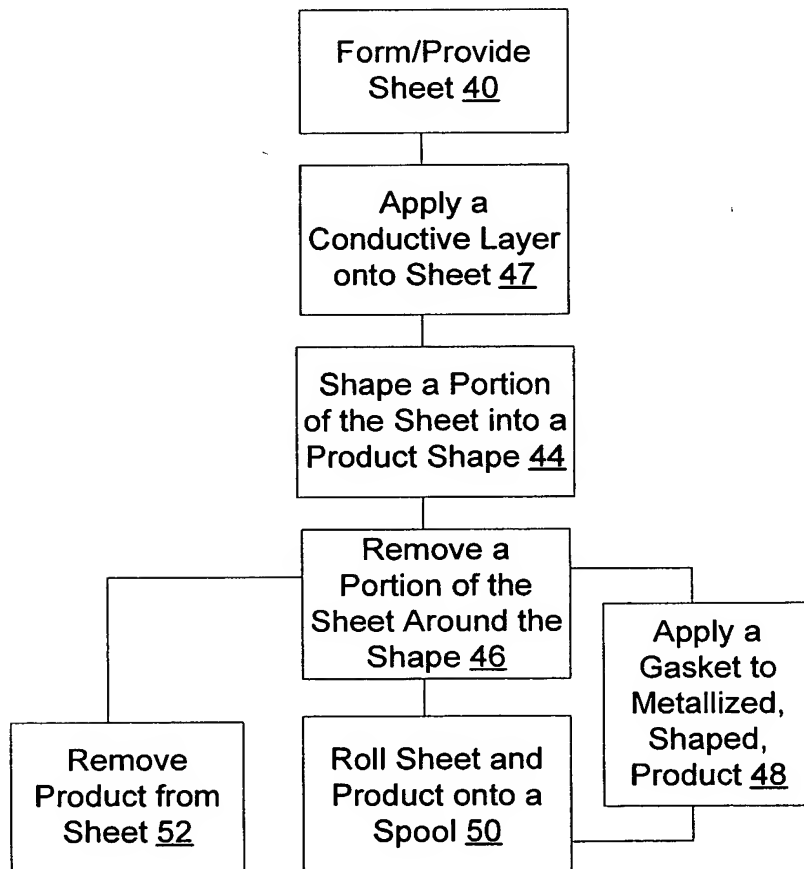 Form/Provide
Sheet 40
Apply a
Conductive Layer
onto Sheet 47
Shape a Portion
of the Sheet into a
Product Shape 44
Remove a
Portion of the
Sheet Around the
Shape 46
Apply a
Gasket to
Metallized,
Shaped,
Product 48
Remove
Product from
Sheet 52
Roll Sheet and
Product onto a
Spool 50